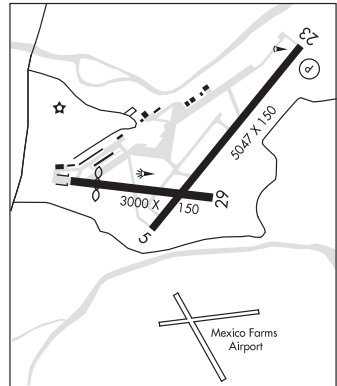 23
P
5047 X 150
3000 X 150
29
5
Mexico Farms
Airport